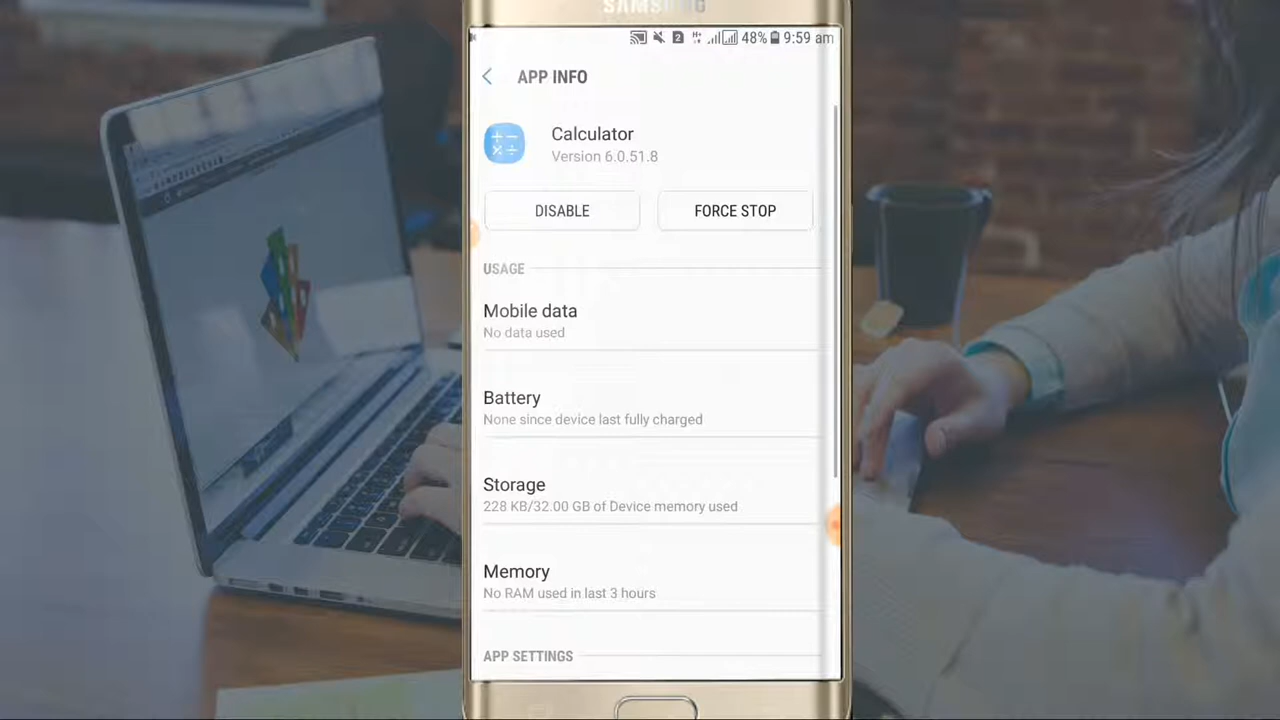 SAMSUNG
2 48% 9:59 am
APP INFO
Calculator
Version 6.0.51.8
DISABLE
FORCE STOP
USAGE
Mobile data
No data used
Battery
None since device last fully charged
Storage
228 KB/32.00 GB of Device memory used
Memory
No RAM used in last 3 hours
APP SETTINGS